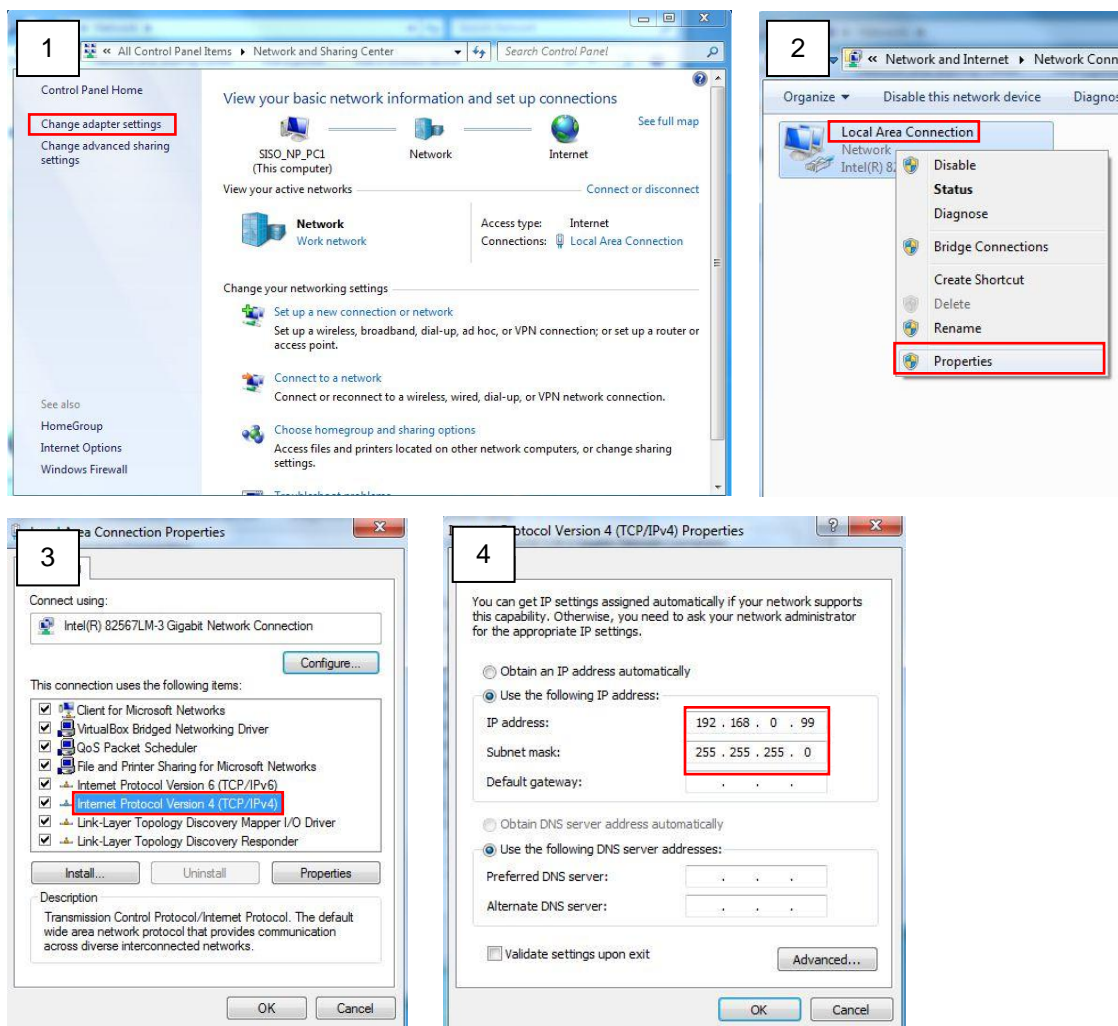 1
« All Control Panel Items ▸ Network and Sharing Center
Search Control Panel
Control Panel Home
Change adapter settings
Change advanced sharing
settings
See also
HomeGroup
Internet Options
Windows Firewall
View your basic network information and set up connections
See full map
SISO_NP_PC1
(This computer)
Network
Internet
View your active networks
Connect or disconnect
Network
Work network
Access type: Internet
Connections: Local Area Connection
Change your networking settings
Set up a new connection or network
Set up a wireless, broadband, dial-up, ad hoc, or VPN connection; or set up a router or
access point.
Connect to a network
Connect or reconnect to a wireless, wired, dial-up, or VPN network connection.
Choose homegroup and sharing options
Access files and printers located on other network computers, or change sharing
settings.
Troubleshoot problems
2
« Network and Internet ▸ Network Conn
Organize ▾ Disable this network device Diagnos
Local Area Connection
Network
Intel(R) 82
Disable
Status
Diagnose
Bridge Connections
Create Shortcut
Delete
Rename
Properties
3
ea Connection Properties
Connect using:
Intel(R) 82567LM-3 Gigabit Network Connection
Configure...
This connection uses the following items:
Client for Microsoft Networks
VirtualBox Bridged Networking Driver
QoS Packet Scheduler
File and Printer Sharing for Microsoft Networks
Internet Protocol Version 6 (TCP/IPv6)
Internet Protocol Version 4 (TCP/IPv4)
Link-Layer Topology Discovery Mapper I/O Driver
Link-Layer Topology Discovery Responder
Install... Uninstall Properties
Description
Transmission Control Protocol/Internet Protocol. The default
wide area network protocol that provides communication
across diverse interconnected networks.
OK Cancel
4
otocol Version 4 (TCP/IPv4) Properties
You can get IP settings assigned automatically if your network supports
this capability. Otherwise, you need to ask your network administrator
for the appropriate IP settings.
Obtain an IP address automatically
Use the following IP address:
IP address: 192 . 168 . 0 . 99
Subnet mask: 255 . 255 . 255 . 0
Default gateway: . . .
Obtain DNS server address automatically
Use the following DNS server addresses:
Preferred DNS server: . . .
Alternate DNS server: . . .
Validate settings upon exit
Advanced...
OK Cancel